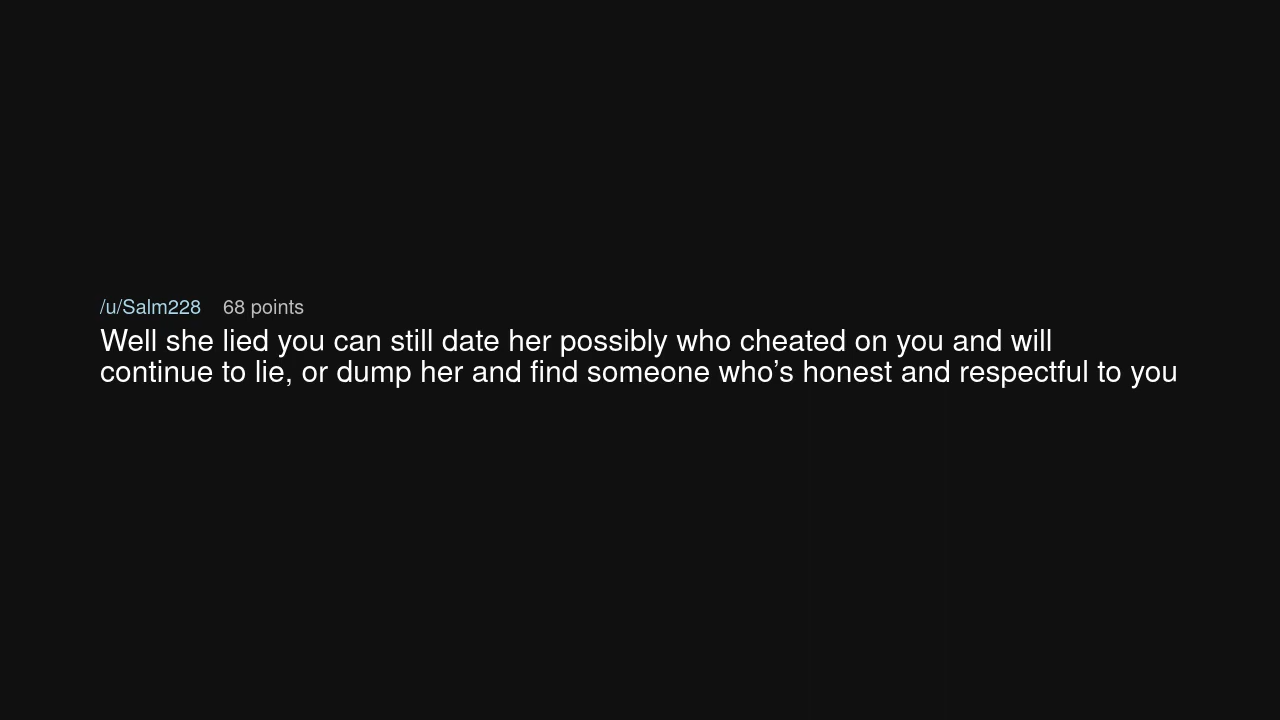 /u/Salm228 68 points
Well she lied you can still date her possibly who cheated on you and will
continue to lie, or dump her and find someone who’s honest and respectful to you